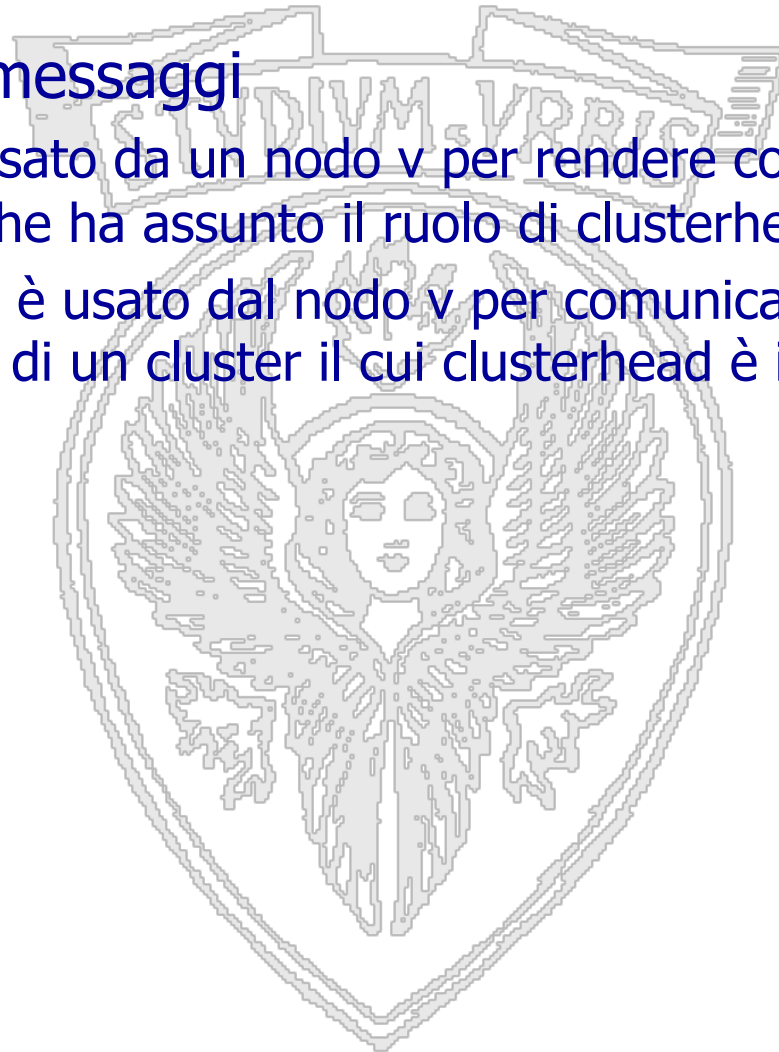 messaggi
sato da un nodo v per rendere co
he ha assunto il ruolo di clusterhe
è usato dal nodo v per comunica
di un cluster il cui clusterhead è i